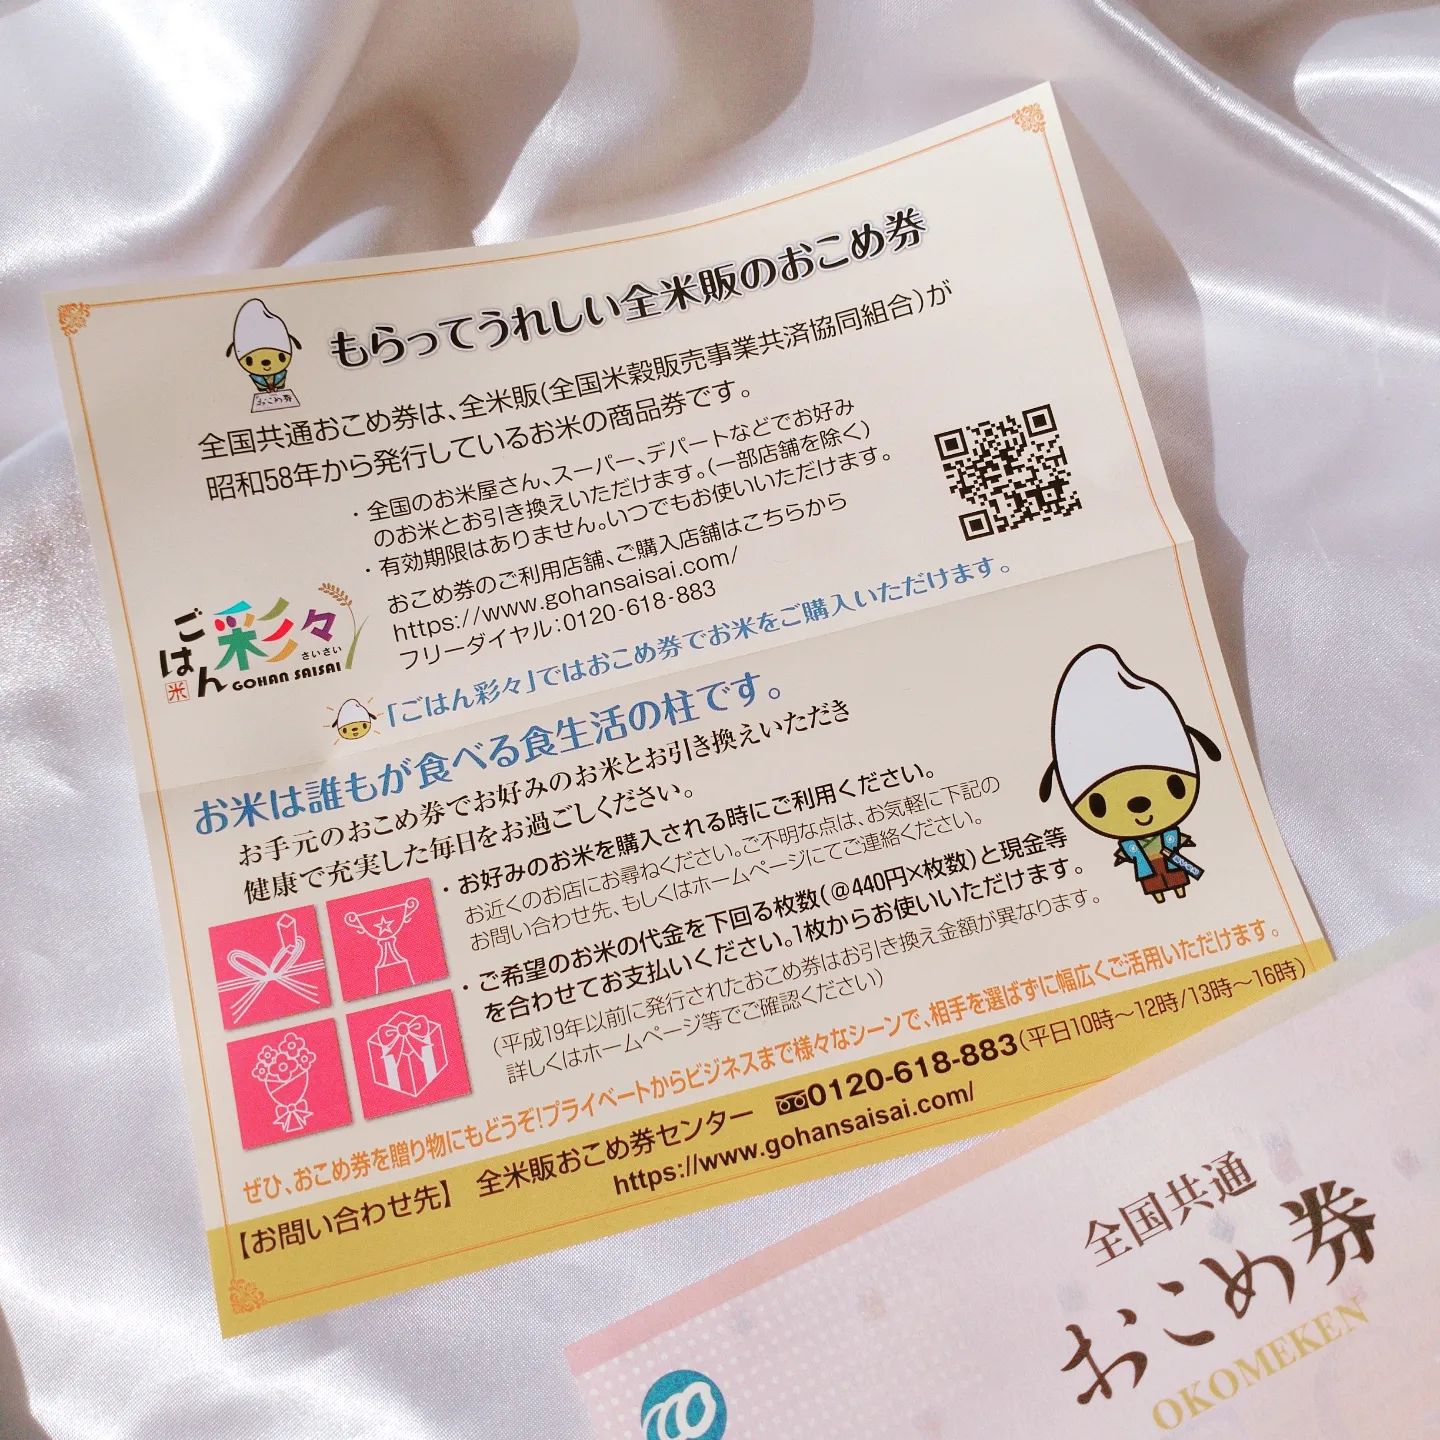 もらってうれしい全米販のおこめ券
おこめ券
全国共通おこめ券は、全米販(全国米穀販売事業共済協同組合)が
昭和58年から発行しているお米の商品券です。
・全国のお米屋さん、スーパー、デパートなどでお好み
のお米とお引き換えいただけます。(一部店舗を除く)
・有効期限はありません。いつでもお使いいただけます。
おこめ券のご利用店舗、ご購入店舗はこちらから
https://www.gohansaisai.com/
フリーダイヤル:0120-618-883
ごはん彩々
さいさい
米
GOHAN SAISAI
「ごはん彩々」ではおこめ券でお米をご購入いただけます。
お米は誰もが食べる食生活の柱です。
お手元のおこめ券でお好みのお米とお引き換えいただき
健康で充実した毎日をお過ごしください。
・お好みのお米を購入される時にご利用ください。
お近くのお店にお尋ねください。ご不明な点は、お気軽に下記の
お問い合わせ先、もしくはホームページにてご連絡ください。
・ご希望のお米の代金を下回る枚数(@440円×枚数)と現金等
を合わせてお支払いください。1枚からお使いいただけます。
(平成19年以前に発行されたおこめ券はお引き換え金額が異なります。
詳しくはホームページ等でご確認ください)
ぜひ、おこめ券を贈り物にもどうぞ!プライベートからビジネスまで様々なシーンで、相手を選ばずに幅広くご活用いただけます。
【お問い合わせ先】 全米販おこめ券センター 0120-618-883(平日10時～12時/13時～16時)
https://www.gohansaisai.com/
全国共通
おこめ券
OKOMEKEN